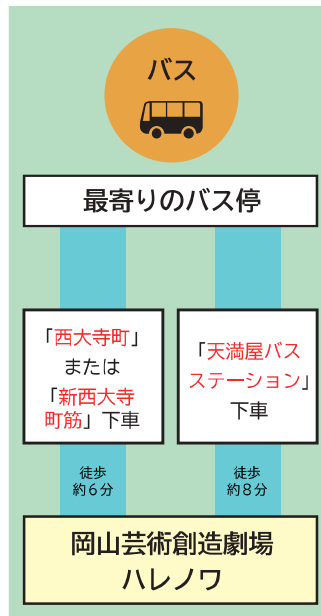 バス
最寄りのバス停
「西大寺町」
または
「新西大寺
町筋」下車
「天満屋バス
ステーション」
下車
徒歩
約6分
徒歩
約8分
岡山芸術創造劇場
ハレノワ